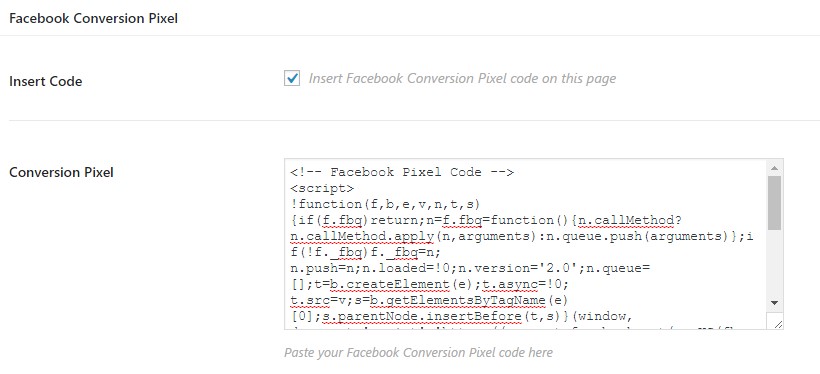 Facebook Conversion Pixel
Insert Code
Insert Facebook Conversion Pixel code on this page
Conversion Pixel
<!-- Facebook Pixel Code -->
<script>
!function(f,b,e,v,n,t,s)
{if(f.fbq)return;n=f.fbq=function(){n.callMethod?
n.callMethod.apply(n,arguments):n.queue.push(arguments)};i
f(!f._fbq)f._fbq=n;
n.push=n;n.loaded=!0;n.version='2.0';n.queue=
[];t=b.createElement(e);t.async=!0;
t.src=v;s=b.getElementsByTagName(e)
[0];s.parentNode.insertBefore(t,s)}(window,
Paste your Facebook Conversion Pixel code here